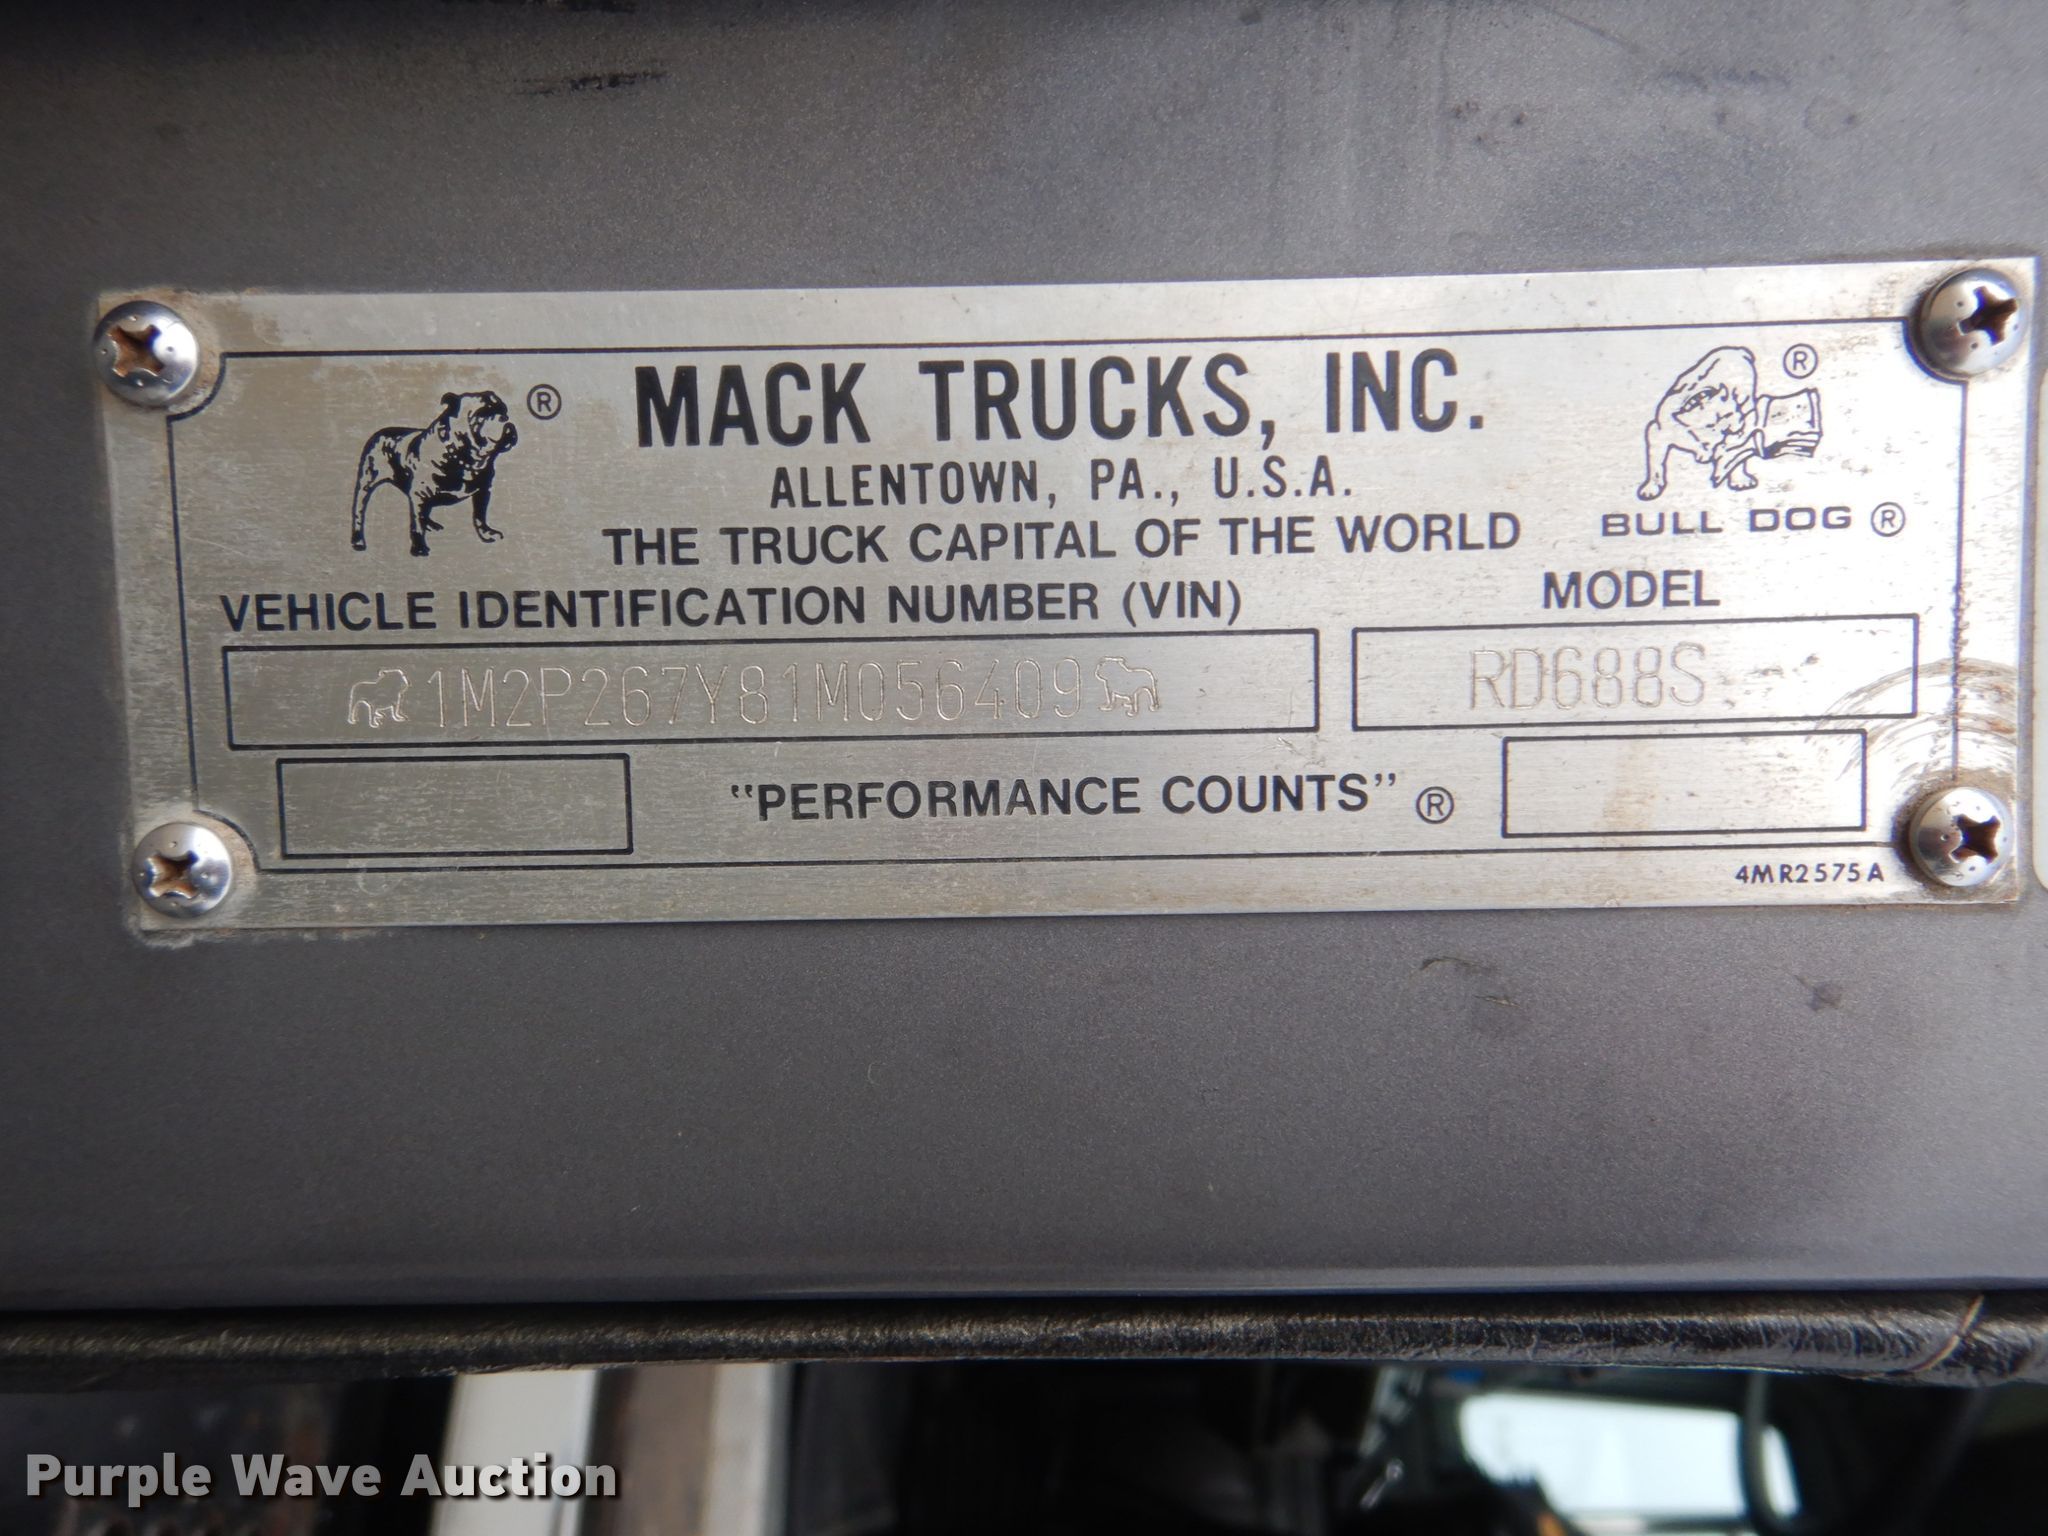 ® MACK TRUCKS, INC. ®
ALLENTOWN, PA., U.S.A.
THE TRUCK CAPITAL OF THE WORLD
BULL DOG ®
VEHICLE IDENTIFICATION NUMBER (VIN)
MODEL
1M2P267Y81M056409
RD688S
"PERFORMANCE COUNTS" ®
4MR2575A
Purple Wave Auction